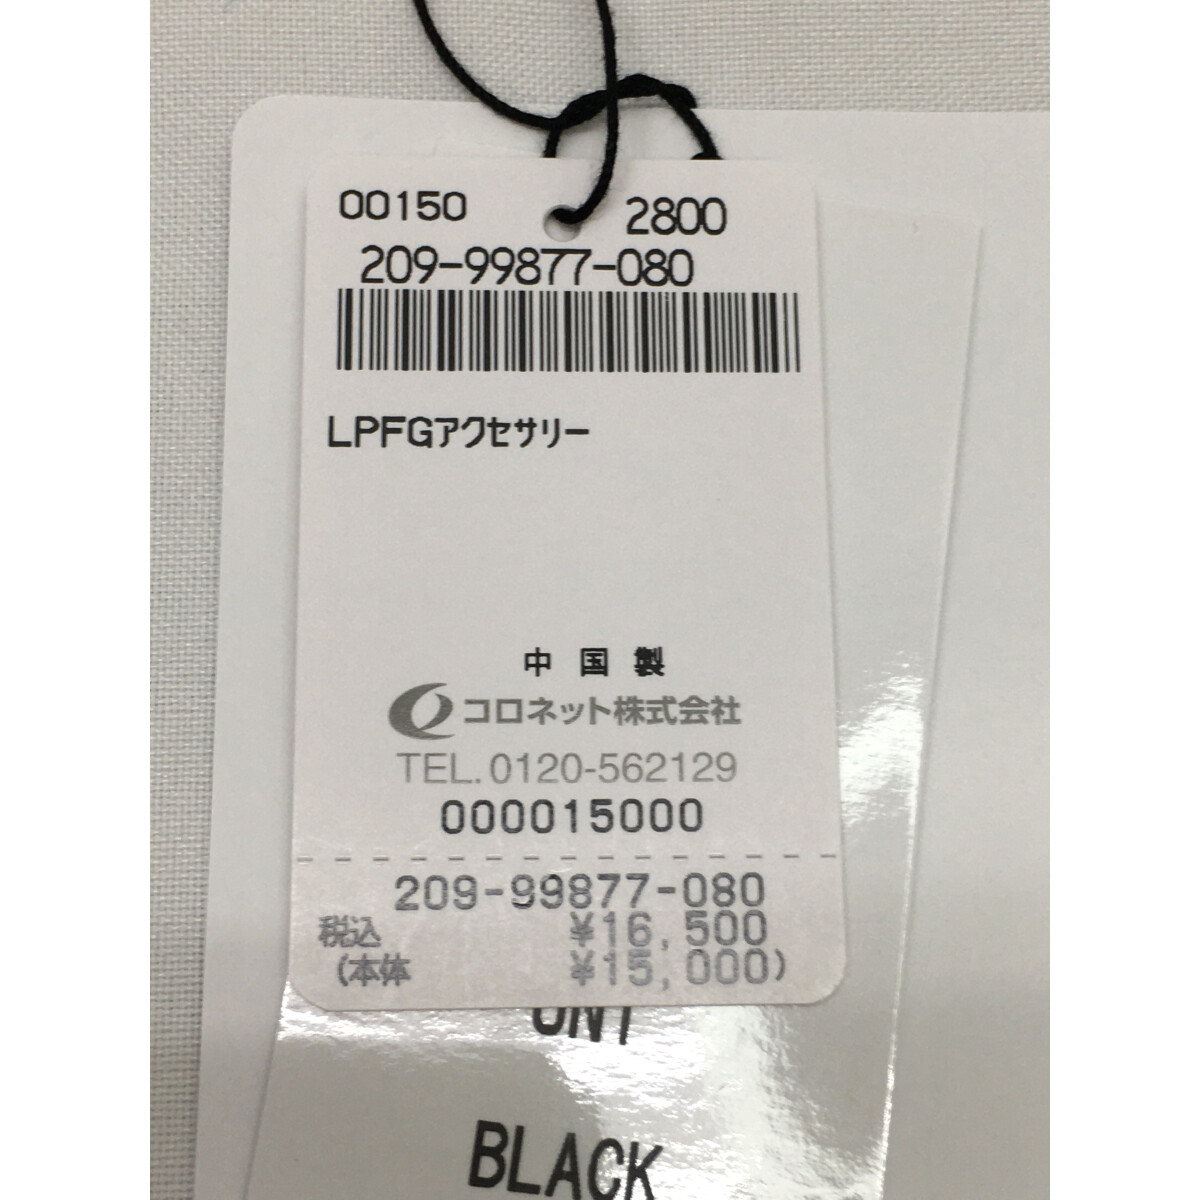 00150 2800
209-99877-080
LPFGアクセサリー
中国製
コロネット株式会社
TEL.0120-562129
000015000
209-99877-080
税込 ¥16,500
(本体 ¥15,000)
BLACK